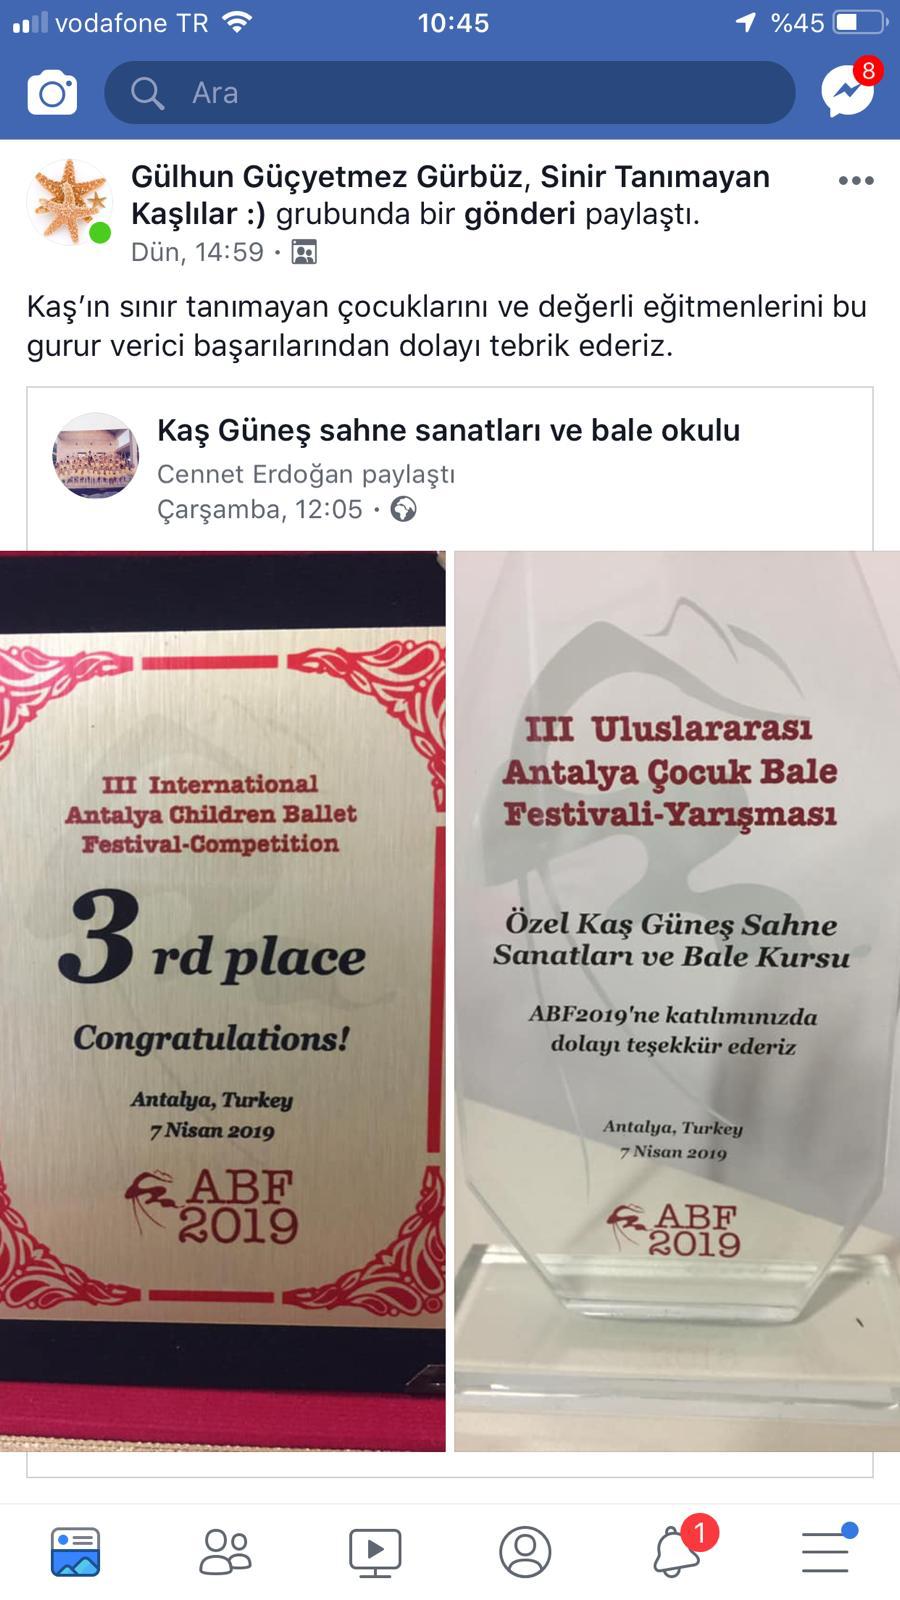 vodafone TR
10:45
%45
Ara
8
Gülhun Güçyetmez Gürbüz, Sinir Tanımayan
Kaşlılar :) grubunda bir gönderi paylaştı.
Dün, 14:59 ·
Kaş’ın sınır tanımayan çocuklarını ve değerli eğitmenlerini bu
gurur verici başarılarından dolayı tebrik ederiz.
Kaş Güneş sahne sanatları ve bale okulu
Cennet Erdoğan paylaştı
Çarşamba, 12:05 ·
III International
Antalya Children Ballet
Festival-Competition
3 rd place
Congratulations!
Antalya, Turkey
7 Nisan 2019
ABF
2019
III Uluslararası
Antalya Çocuk Bale
Festivali-Yarışması
Özel Kaş Güneş Sahne
Sanatları ve Bale Kursu
ABF2019'ne katılımınızda
dolayı teşekkür ederiz
Antalya, Turkey
7 Nisan 2019
ABF
2019
1